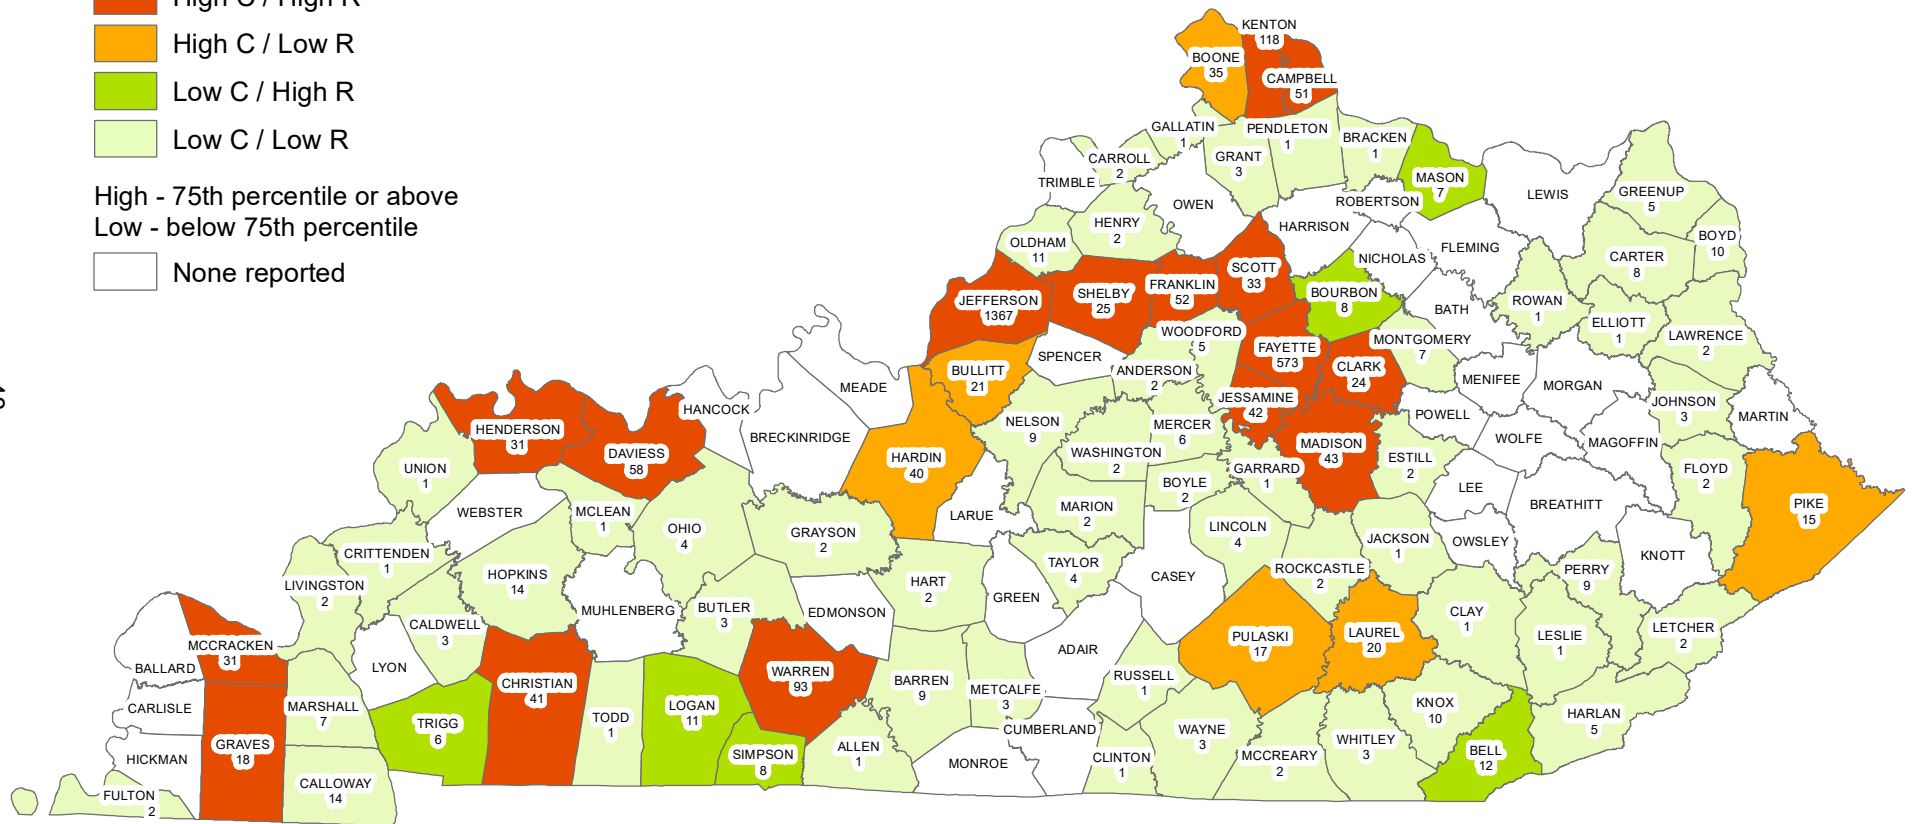 High C / High R
High C / Low R
Low C / High R
Low C / Low R
High - 75th percentile or above
Low - below 75th percentile
None reported
KENTON
118
BOONE
35
CAMPBELL
51
GALLATIN
1
PENDLETON
1
BRACKEN
1
CARROLL
2
GRANT
3
MASON
7
TRIMBLE
OWEN
ROBERTSON
LEWIS
GREENUP
5
HENRY
2
HARRISON
OLDHAM
11
FLEMING
BOYD
10
NICHOLAS
CARTER
8
SCOTT
33
JEFFERSON
1367
SHELBY
25
FRANKLIN
52
BOURBON
8
BATH
ROWAN
1
ELLIOTT
1
LAWRENCE
2
WOODFORD
5
FAYETTE
573
MONTGOMERY
7
SPENCER
BULLITT
21
ANDERSON
2
CLARK
24
MENIFEE
MORGAN
MEADE
JESSAMINE
42
JOHNSON
3
MARTIN
HANCOCK
POWELL
NELSON
9
MERCER
6
HENDERSON
31
BRECKINRIDGE
WOLFE
MAGOFFIN
MADISON
43
DAVIESS
58
WASHINGTON
2
HARDIN
40
ESTILL
2
UNION
1
GARRARD
1
FLOYD
2
BOYLE
2
LEE
BREATHITT
PIKE
15
WEBSTER
MCLEAN
1
LARUE
MARION
2
OHIO
4
GRAYSON
2
LINCOLN
4
JACKSON
1
OWSLEY
KNOTT
CRITTENDEN
1
TAYLOR
4
ROCKCASTLE
2
PERRY
9
CASEY
HOPKINS
14
LIVINGSTON
2
HART
2
GREEN
MUHLENBERG
BUTLER
3
EDMONSON
CALDWELL
3
CLAY
1
LETCHER
2
PULASKI
17
LAUREL
20
LESLIE
1
MCCRACKEN
31
ADAIR
BALLARD
LYON
WARREN
93
RUSSELL
1
CHRISTIAN
41
BARREN
9
METCALFE
3
CARLISLE
MARSHALL
7
LOGAN
11
KNOX
10
HARLAN
5
TRIGG
6
TODD
1
CUMBERLAND
WAYNE
3
WHITLEY
3
GRAVES
18
ALLEN
1
SIMPSON
8
BELL
12
HICKMAN
MONROE
CLINTON
1
MCCREARY
2
CALLOWAY
14
FULTON
2